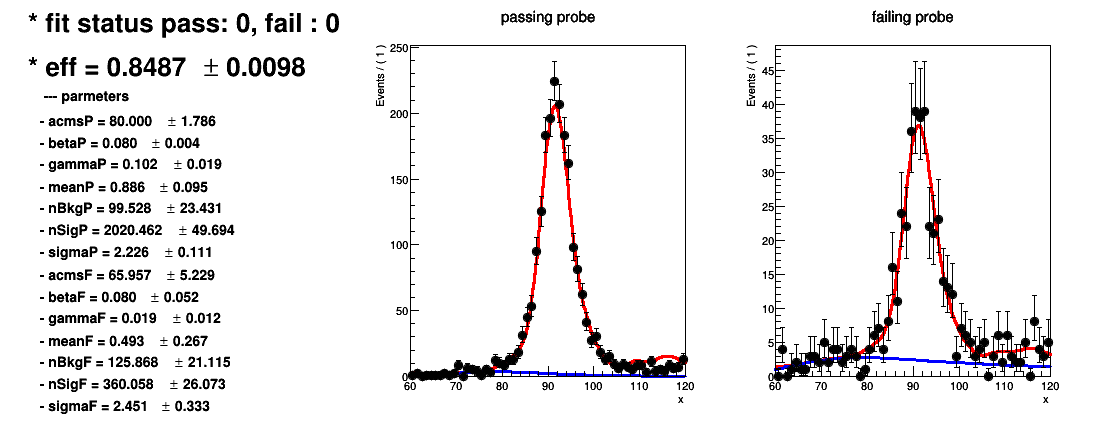 * fit status pass: 0, fail : 0
* eff = 0.8487 ± 0.0098
--- parmeters
- acmsP = 80.000 ± 1.786
- betaP = 0.080 ± 0.004
- gammaP = 0.102 ± 0.019
- meanP = 0.886 ± 0.095
- nBkgP = 99.528 ± 23.431
- nSigP = 2020.462 ± 49.694
- sigmaP = 2.226 ± 0.111
- acmsF = 65.957 ± 5.229
- betaF = 0.080 ± 0.052
- gammaF = 0.019 ± 0.012
- meanF = 0.493 ± 0.267
- nBkgF = 125.868 ± 21.115
- nSigF = 360.058 ± 26.073
- sigmaF = 2.451 ± 0.333
passing probe
Events / ( 1 )
250
200
150
100
50
0
60 70 80 90 100 110 120
x
failing probe
Events / ( 1 )
45
40
35
30
25
20
15
10
5
0
60 70 80 90 100 110 120
x